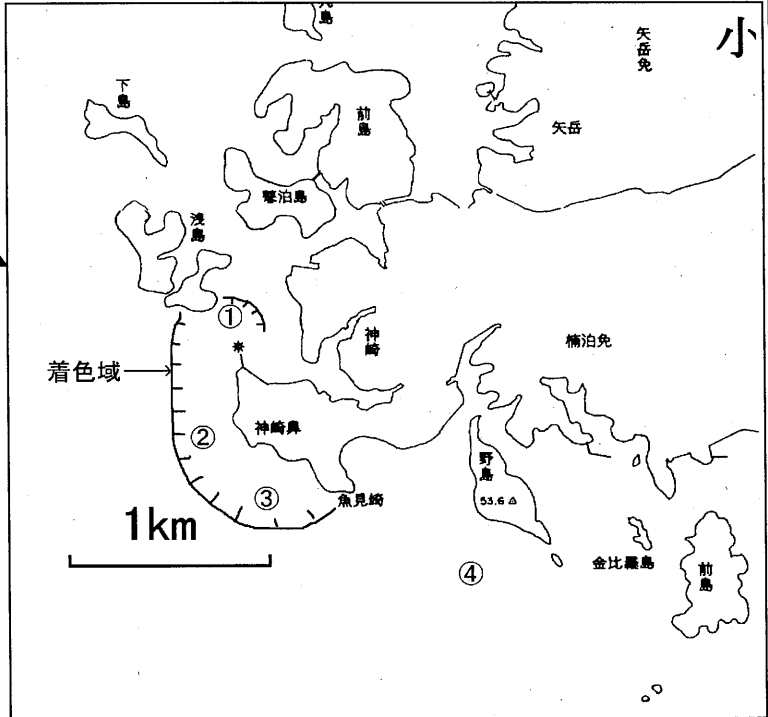 小
矢岳免
下島
前島
矢岳
鼕泊島
浅島
①
神崎
楠泊免
着色域
神崎鼻
②
野島
53.6
③
魚見崎
1km
④
金比羅島
前島